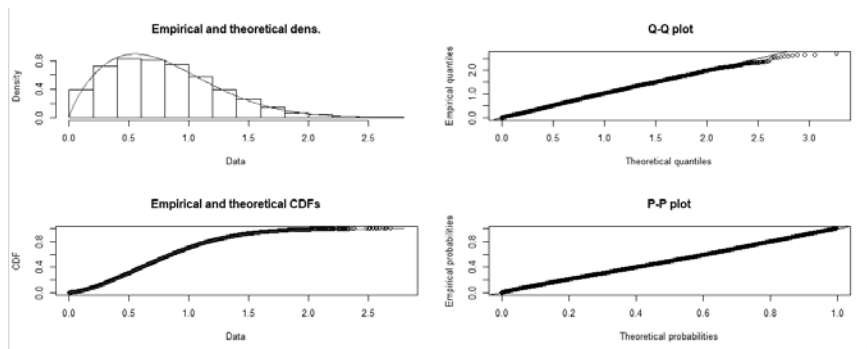 Empirical and theoretical dens.
Density
0.0 0.4 0.8
0.0 0.5 1.0 1.5 2.0 2.5
Data
Q-Q plot
Empirical quantiles
0.0 1.0 2.0
0.0 0.5 1.0 1.5 2.0 2.5 3.0
Theoretical quantiles
Empirical and theoretical CDFs
CDF
0.0 0.4 0.8
0.0 0.5 1.0 1.5 2.0 2.5
Data
P-P plot
Empirical probabilities
0.0 0.4 0.8
0.0 0.2 0.4 0.6 0.8 1.0
Theoretical probabilities